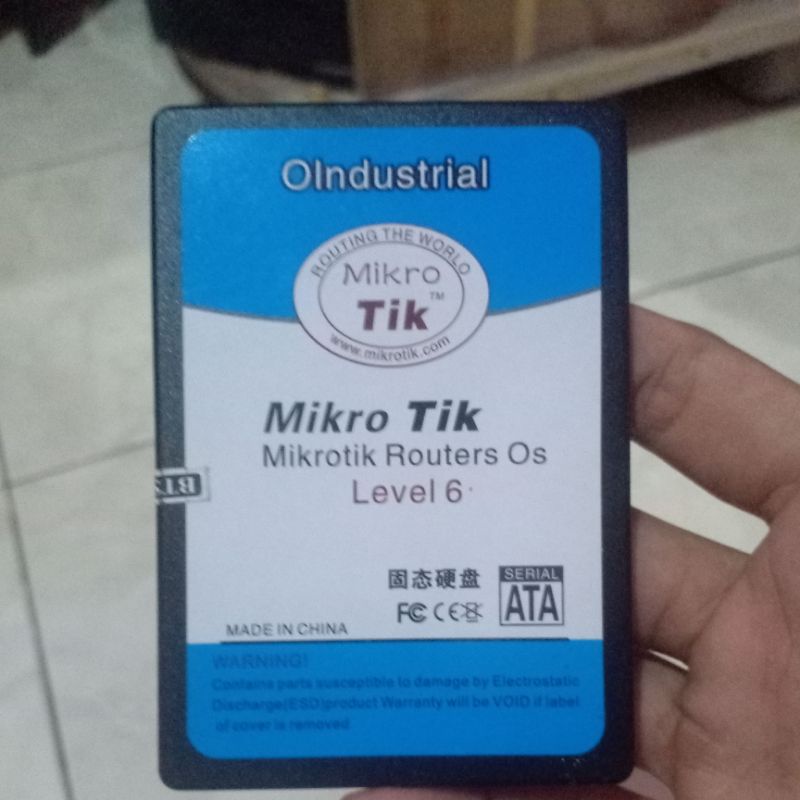 OIndustrial
ROUTING THE WORLD
Mikro
Tik™
www.mikrotik.com
Mikro Tik
Mikrotik Routers Os
Level 6
固态硬盘
SERIAL
ATA
FC CE
MADE IN CHINA
WARNING!
Contains parts susceptible to damage by Electrostatic
Discharge(ESD)product Warranty will be VOID if label
of cover is removed